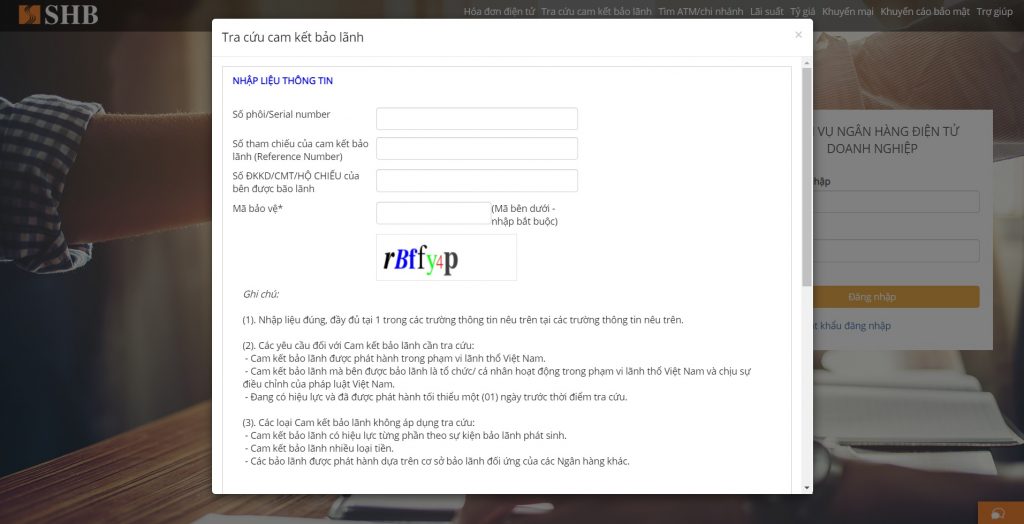 SHB
Hóa đơn điện tử Tra cứu cam kết bảo lãnh Tìm ATM/chi nhánh Lãi suất Tỷ giá Khuyến mại Khuyến cáo bảo mật Trợ giúp
Tra cứu cam kết bảo lãnh ×
NHẬP LIỆU THÔNG TIN
Số phôi/Serial number
Số tham chiếu của cam kết bảo
lãnh (Reference Number)
Số ĐKKD/CMT/HỘ CHIẾU của
bên được bão lãnh
Mã bảo vệ*
(Mã bên dưới -
nhập bắt buộc)
rBffy4p
Ghi chú:
(1). Nhập liệu đúng, đầy đủ tại 1 trong các trường thông tin nêu trên tại các trường thông tin nêu trên.
(2). Các yêu cầu đối với Cam kết bảo lãnh cần tra cứu:
- Cam kết bảo lãnh được phát hành trong phạm vi lãnh thổ Việt Nam.
- Cam kết bảo lãnh mà bên được bảo lãnh là tổ chức/ cá nhân hoạt động trong phạm vi lãnh thổ Việt Nam và chịu sự
điều chỉnh của pháp luật Việt Nam.
- Đang có hiệu lực và đã được phát hành tối thiểu một (01) ngày trước thời điểm tra cứu.
(3). Các loại Cam kết bảo lãnh không áp dụng tra cứu:
- Cam kết bảo lãnh có hiệu lực từng phần theo sự kiện bảo lãnh phát sinh.
- Cam kết bảo lãnh nhiều loại tiền.
- Các bảo lãnh được phát hành dựa trên cơ sở bảo lãnh đối ứng của các Ngân hàng khác.
VỤ NGÂN HÀNG ĐIỆN TỬ
DOANH NGHIỆP
Đăng nhập
khẩu đăng nhập